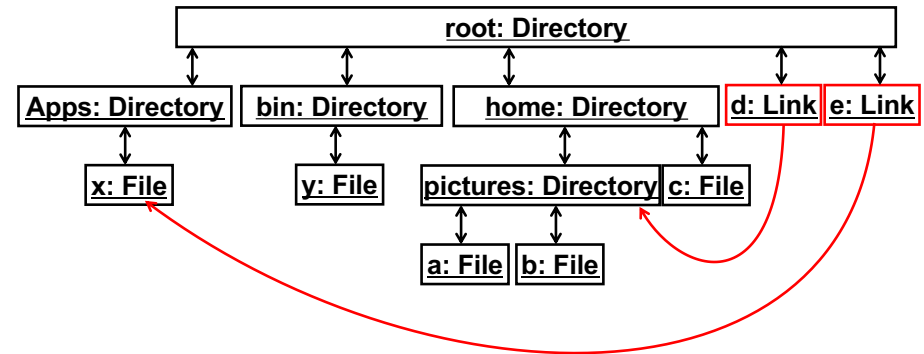 root: Directory
Apps: Directory
bin: Directory
home: Directory
d: Link
e: Link
x: File
y: File
pictures: Directory
c: File
a: File
b: File